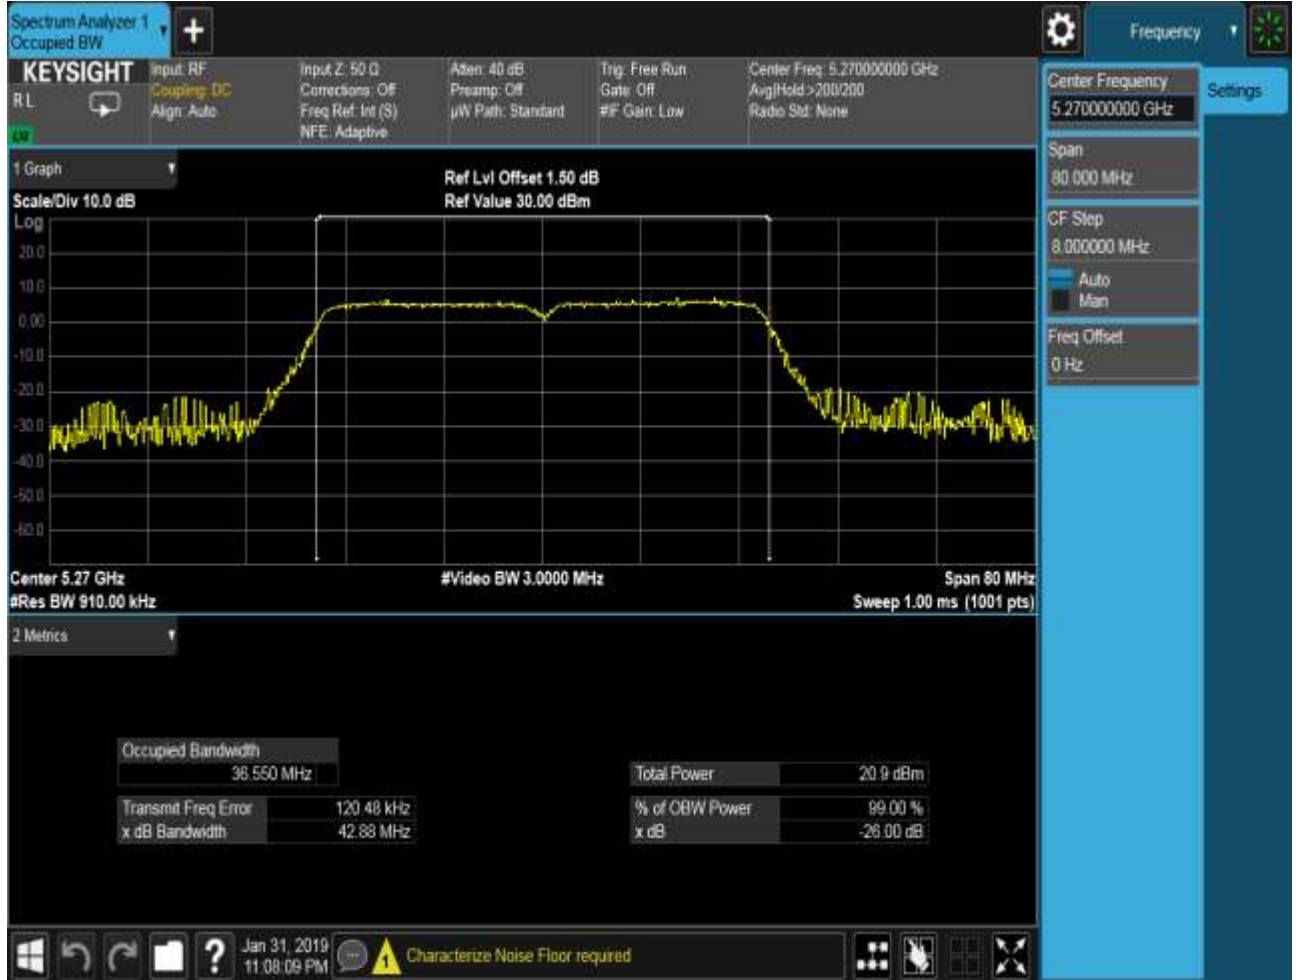 Spectrum Analyzer 1
Occupied BW
+
Frequency
KEYSIGHT
RL
Input: RF
Coupling: DC
Align: Auto
Input Z: 50 Ω
Corrections: Off
Freq Ref: Int (S)
NFE: Adaptive
Atten: 40 dB
Preamp: Off
µW Path: Standard
Trig: Free Run
Gate: Off
#IF Gain: Low
Center Freq: 5.270000000 GHz
Avg|Hold:>200/200
Radio Std: None
Center Frequency
5.270000000 GHz
Settings
Span
80.000 MHz
CF Step
8.000000 MHz
Auto
Man
Freq Offset
0 Hz
1 Graph
Scale/Div 10.0 dB
Ref Lvl Offset 1.50 dB
Ref Value 30.00 dBm
Log
20.0
10.0
0.00
-10.0
-20.0
-30.0
-40.0
-50.0
-60.0
Center 5.27 GHz
#Video BW 3.0000 MHz
Span 80 MHz
#Res BW 910.00 kHz
Sweep 1.00 ms (1001 pts)
2 Metrics
Occupied Bandwidth
36.550 MHz
Transmit Freq Error 120.48 kHz
x dB Bandwidth 42.88 MHz
Total Power 20.9 dBm
% of OBW Power 99.00 %
x dB -26.00 dB
?
Jan 31, 2019
11:08:09 PM
1
Characterize Noise Floor required